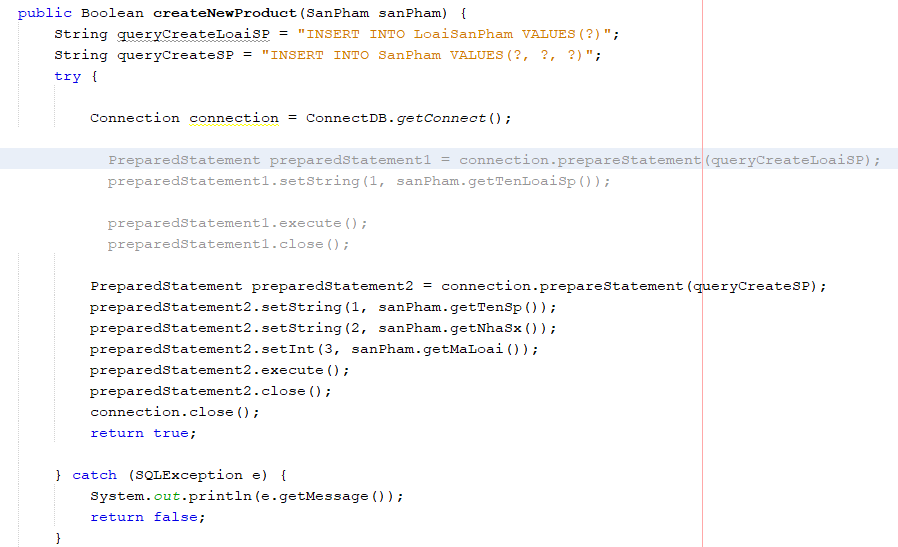 public Boolean createNewProduct(SanPham sanPham) {
String queryCreateLoaiSP = "INSERT INTO LoaiSanPham VALUES(?)";
String queryCreateSP = "INSERT INTO SanPham VALUES(?, ?, ?)";
try {
Connection connection = ConnectDB.getConnect();
PreparedStatement preparedStatement1 = connection.prepareStatement(queryCreateLoaiSP);
preparedStatement1.setString(1, sanPham.getTenLoaiSp());
preparedStatement1.execute();
preparedStatement1.close();
PreparedStatement preparedStatement2 = connection.prepareStatement(queryCreateSP);
preparedStatement2.setString(1, sanPham.getTenSp());
preparedStatement2.setString(2, sanPham.getNhaSx());
preparedStatement2.setInt(3, sanPham.getMaLoai());
preparedStatement2.execute();
preparedStatement2.close();
connection.close();
return true;
} catch (SQLException e) {
System.out.println(e.getMessage());
return false;
}